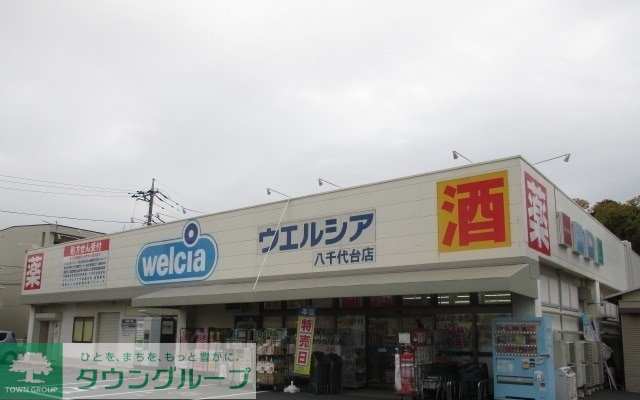 薬
処方せん受付
welcia
ウエルシア
八千代台店
酒
薬
本日
特売日
TOWN GROUP
ひとを、まちを、もっと豊かに。
タウングループ